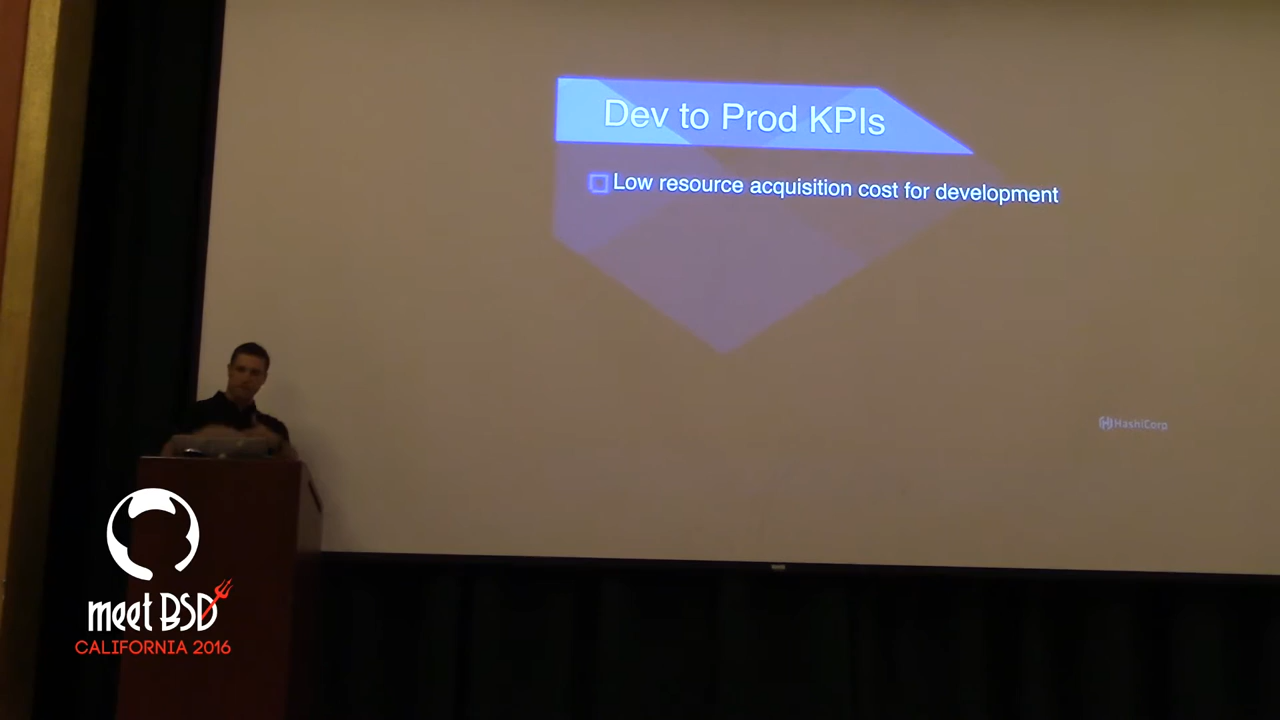 Dev to Prod KPIs
Low resource acquisition cost for development
HashiCorp
meet BSD
CALIFORNIA 2016